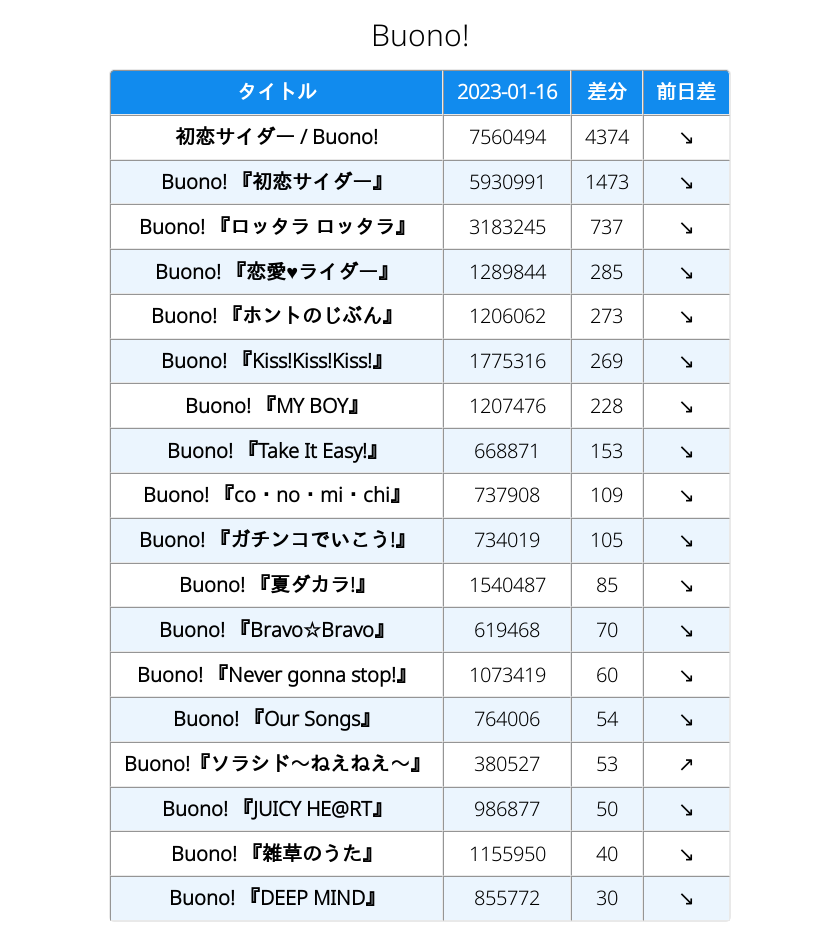 Buono!
タイトル 2023-01-16 差分 前日差
初恋サイダー / Buono! 7560494 4374 ↘
Buono! 『初恋サイダー』 5930991 1473 ↘
Buono! 『ロッタラ ロッタラ』 3183245 737 ↘
Buono! 『恋愛♥ライダー』 1289844 285 ↘
Buono! 『ホントのじぶん』 1206062 273 ↘
Buono! 『Kiss!Kiss!Kiss!』 1775316 269 ↘
Buono! 『MY BOY』 1207476 228 ↘
Buono! 『Take It Easy!』 668871 153 ↘
Buono! 『co・no・mi・chi』 737908 109 ↘
Buono! 『ガチンコでいこう!』 734019 105 ↘
Buono! 『夏ダカラ!』 1540487 85 ↘
Buono! 『Bravo☆Bravo』 619468 70 ↘
Buono! 『Never gonna stop!』 1073419 60 ↘
Buono! 『Our Songs』 764006 54 ↘
Buono!『ソラシド〜ねえねえ〜』 380527 53 ↗
Buono! 『JUICY HE@RT』 986877 50 ↘
Buono! 『雑草のうた』 1155950 40 ↘
Buono! 『DEEP MIND』 855772 30 ↘